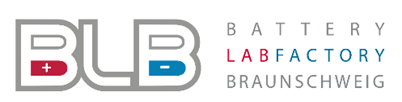 BLB
+ -
BATTERY
LABFACTORY
BRAUNSCHWEIG